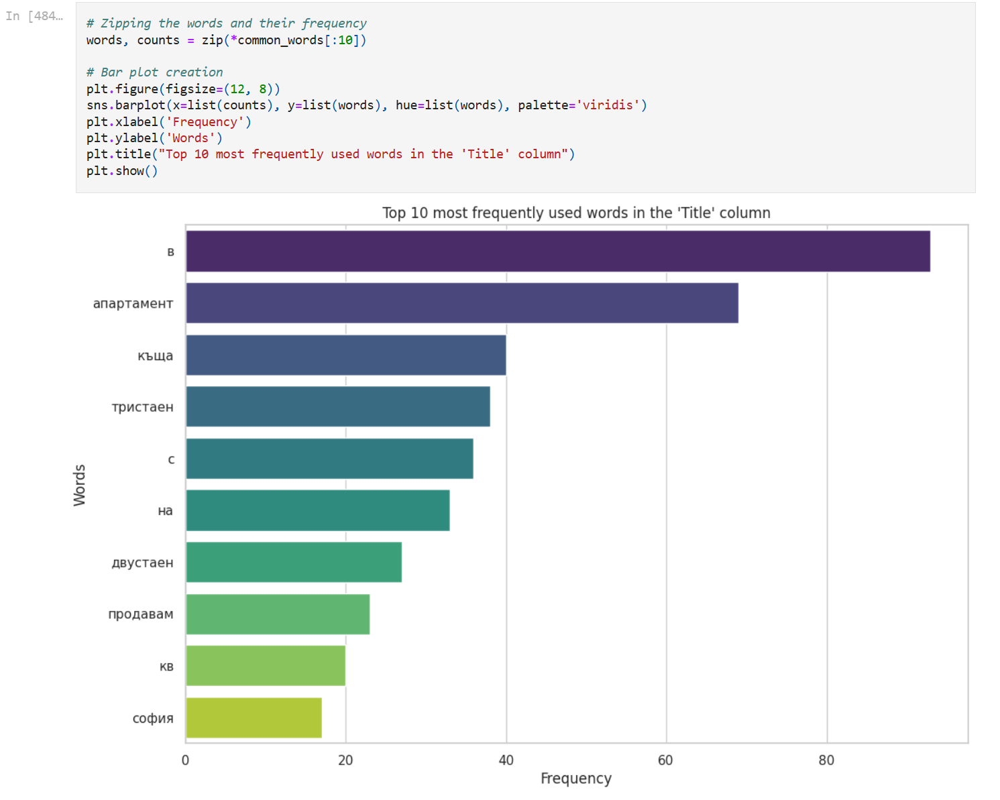 In [484…
# Zipping the words and their frequency
words, counts = zip(*common_words[:10])
# Bar plot creation
plt.figure(figsize=(12, 8))
sns.barplot(x=list(counts), y=list(words), hue=list(words), palette='viridis')
plt.xlabel('Frequency')
plt.ylabel('Words')
plt.title("Top 10 most frequently used words in the 'Title' column")
plt.show()
Top 10 most frequently used words in the 'Title' column
в
апартамент
къща
тристаен
с
на
двустаен
продавам
кв
софия
Words
0 20 40 60 80
Frequency